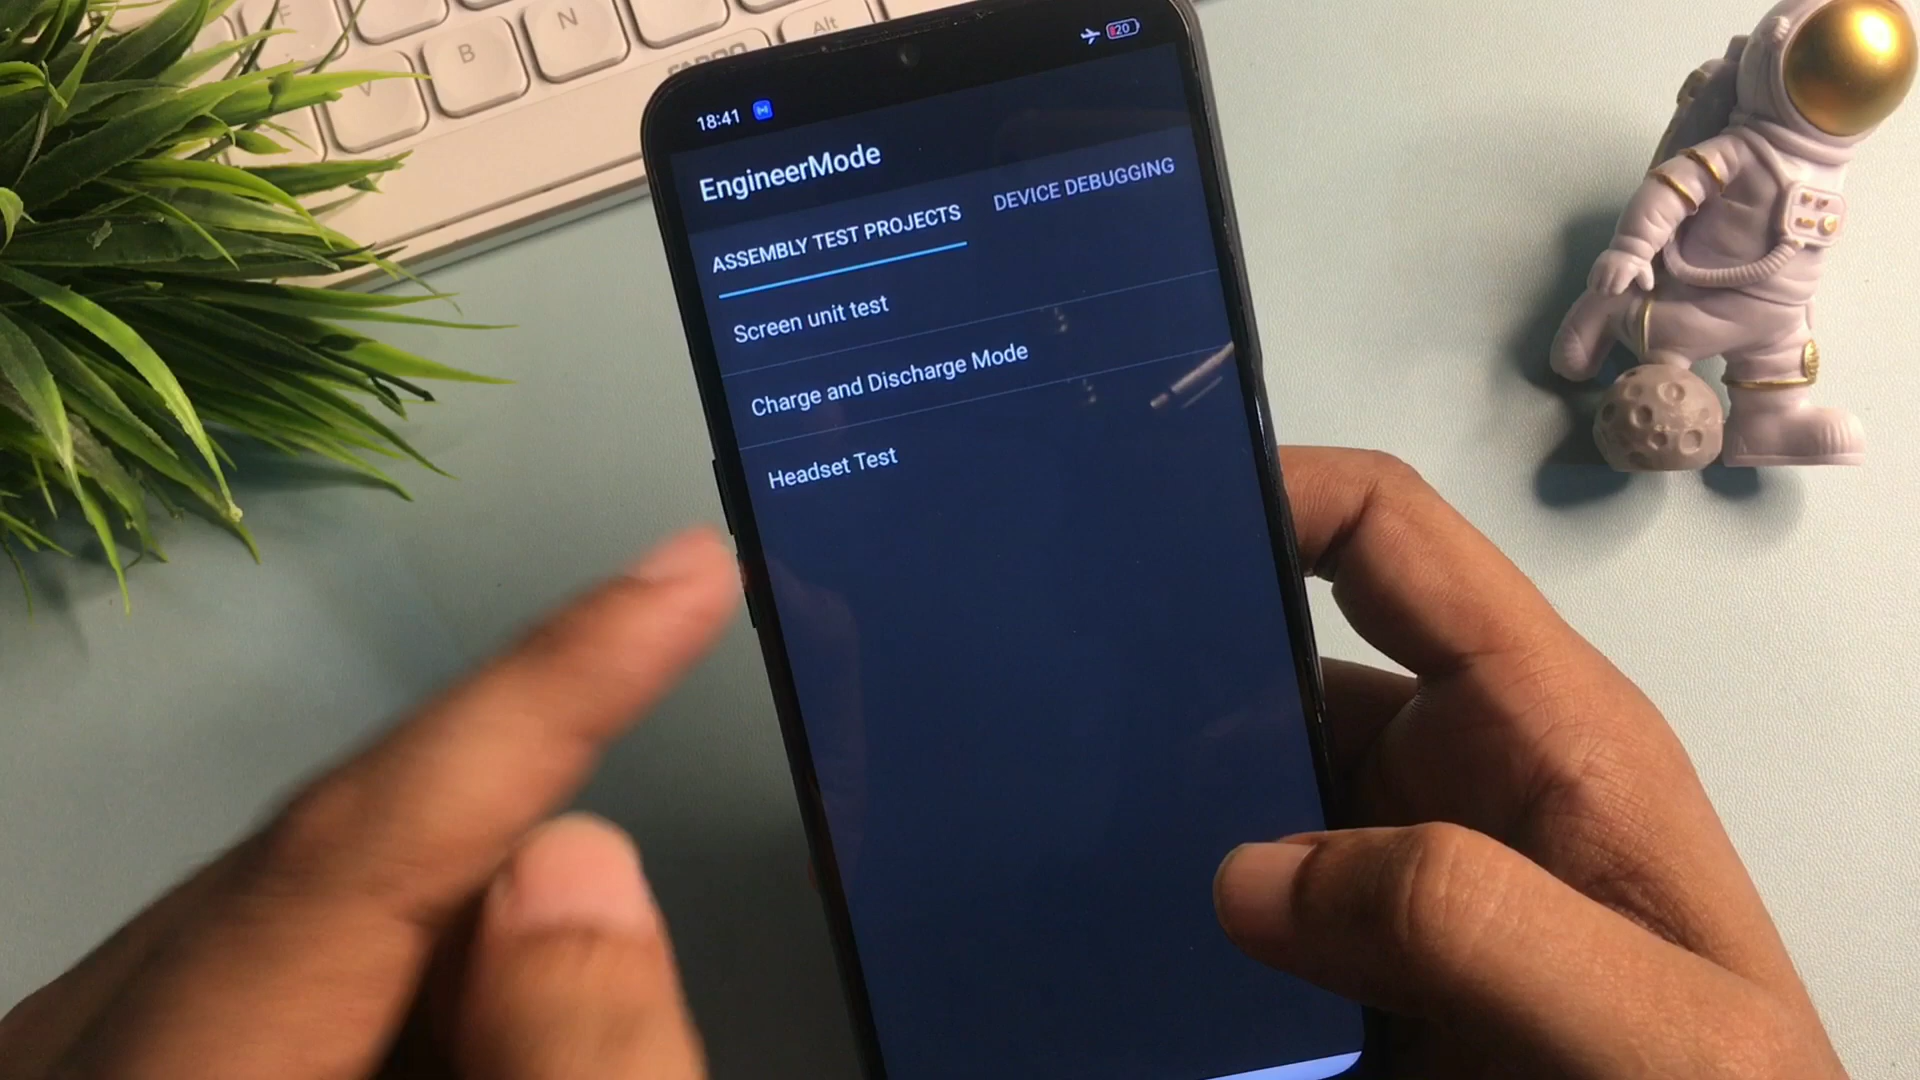 F
V
B
N
Alt
18:41
20
EngineerMode
ASSEMBLY TEST PROJECTS
DEVICE DEBUGGING
Screen unit test
Charge and Discharge Mode
Headset Test